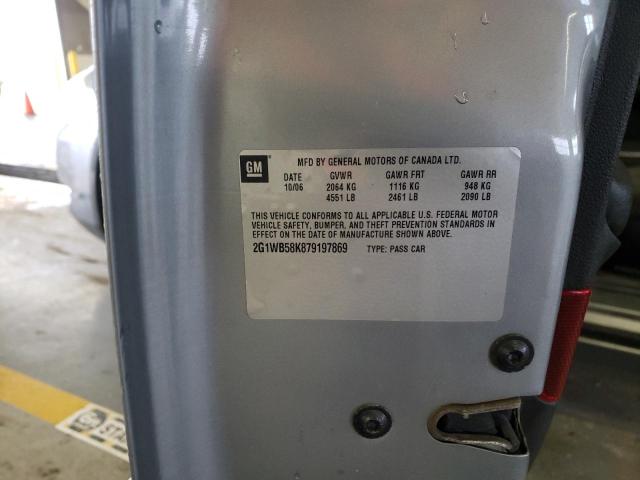 GM MFD BY GENERAL MOTORS OF CANADA LTD.
DATE GVWR GAWR FRT GAWR RR
10/06 2064 KG 1116 KG 948 KG
4551 LB 2461 LB 2090 LB
THIS VEHICLE CONFORMS TO ALL APPLICABLE U.S. FEDERAL MOTOR
VEHICLE SAFETY, BUMPER, AND THEFT PREVENTION STANDARDS
IN EFFECT ON THE DATE OF MANUFACTURE SHOWN ABOVE.
2G1WB58K879197869 TYPE: PASS CAR